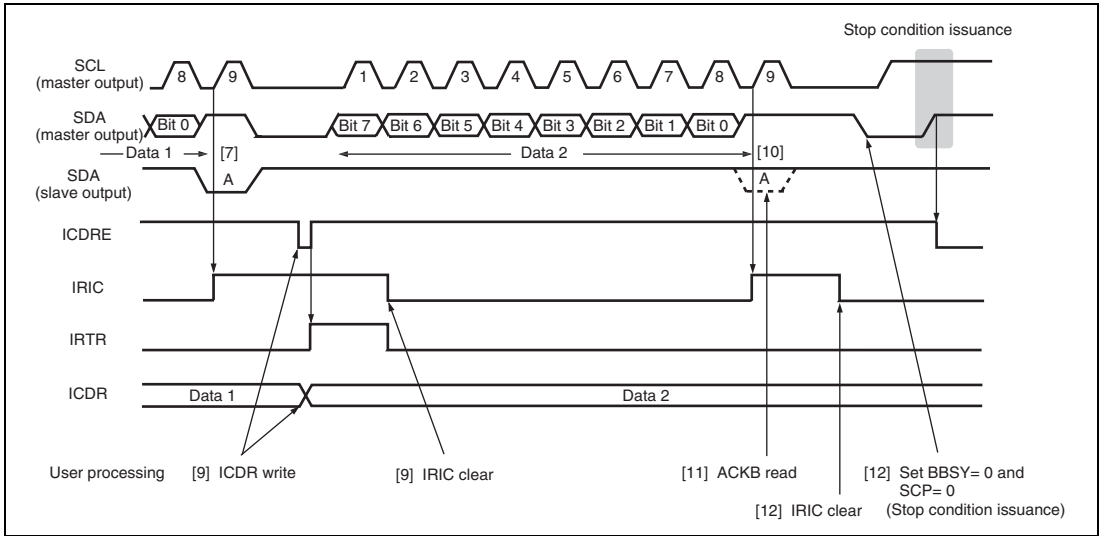 Stop condition issuance
SCL
(master output)
8 9 1 2 3 4 5 6 7 8 9
SDA
(master output)
Bit 0 Bit 7 Bit 6 Bit 5 Bit 4 Bit 3 Bit 2 Bit 1 Bit 0
Data 1 [7] Data 2 [10]
SDA
(slave output)
A A
ICDRE
IRIC
IRTR
ICDR
Data 1 Data 2
User processing [9] ICDR write [9] IRIC clear [11] ACKB read [12] Set BBSY= 0 and
SCP= 0
[12] IRIC clear (Stop condition issuance)